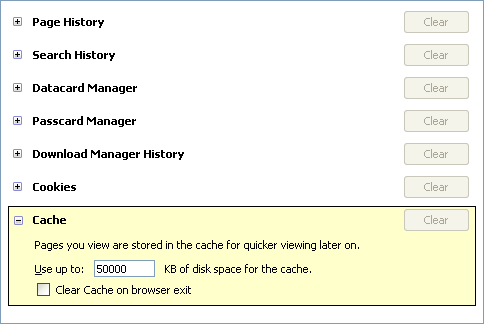 Page History Clear
Search History Clear
Datacard Manager Clear
Passcard Manager Clear
Download Manager History Clear
Cookies Clear
Cache Clear
Pages you view are stored in the cache for quicker viewing later on.
Use up to: 50000 KB of disk space for the cache.
Clear Cache on browser exit